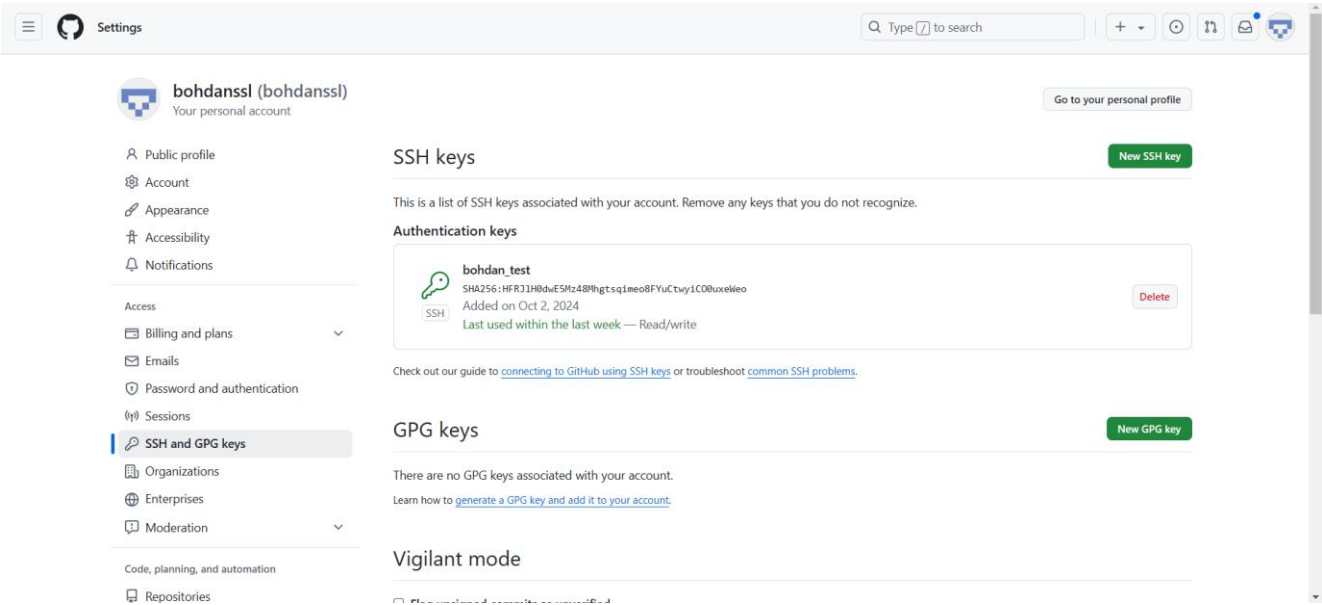 Settings
Type / to search
bohdanssl (bohdanssl)
Your personal account
Go to your personal profile
Public profile
Account
Appearance
Accessibility
Notifications
Access
Billing and plans
Emails
Password and authentication
Sessions
SSH and GPG keys
Organizations
Enterprises
Moderation
Code, planning, and automation
Repositories
SSH keys
New SSH key
This is a list of SSH keys associated with your account. Remove any keys that you do not recognize.
Authentication keys
bohdan_test
SHA256:HFRJ1H0dwE5Mz48Mhgtsqimeo8FYuCtwyiCO0uxeWeo
SSH
Added on Oct 2, 2024
Last used within the last week — Read/write
Delete
Check out our guide to connecting to GitHub using SSH keys or troubleshoot common SSH problems.
GPG keys
New GPG key
There are no GPG keys associated with your account.
Learn how to generate a GPG key and add it to your account.
Vigilant mode
Flag unsigned commits as unverified